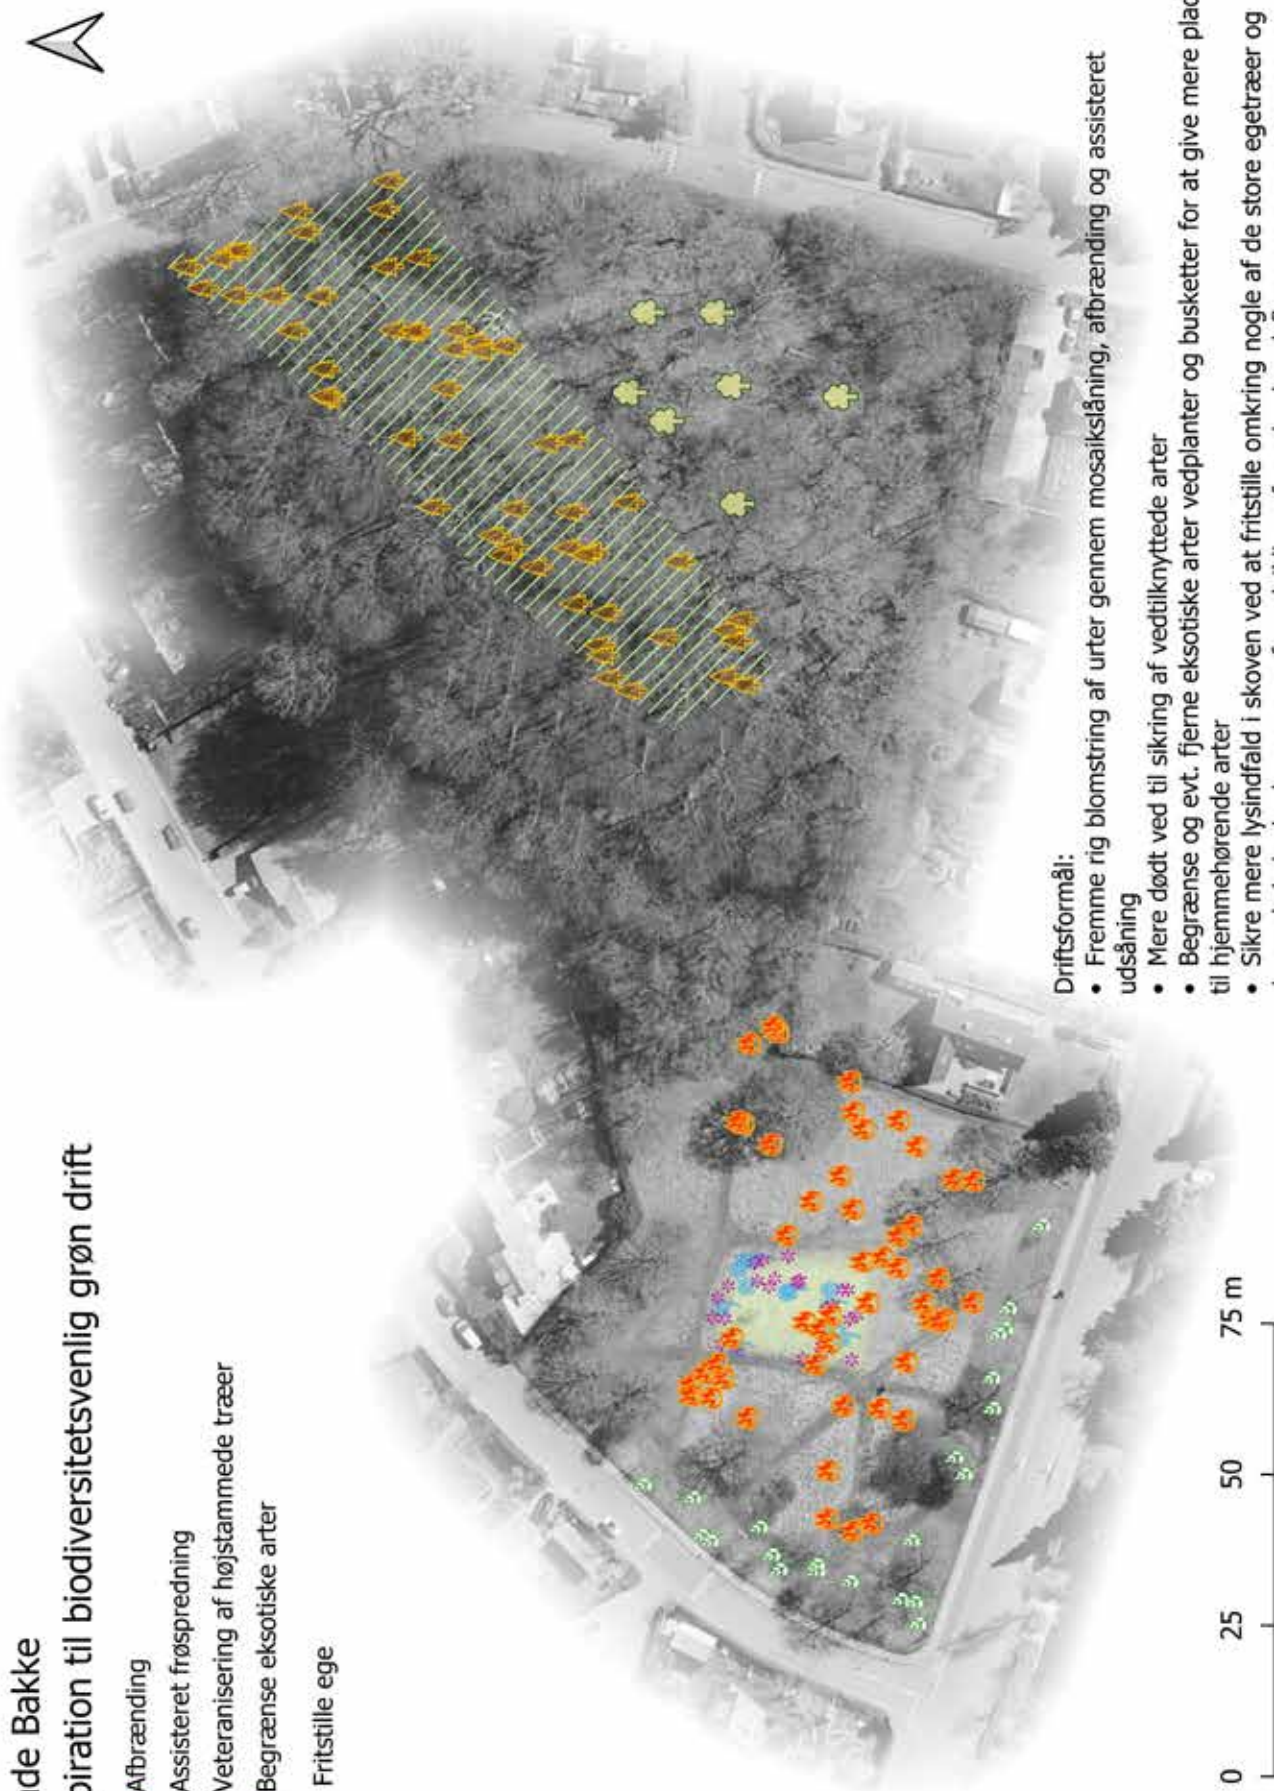 de Bakke
piration til biodiversitetsvenlig grøn drift
Afbrænding
Assisteret frøspredning
Veteranisering af højstammede træer
Begrænse eksotiske arter
Fritstille ege
Driftsformål:
• Fremme rig blomstring af urter gennem mosaikslåning, afbrænding og assisteret
udsåning
• Mere dødt ved til sikring af vedtilknyttede arter
• Begrænse og evt. fjerne eksotiske arter vedplanter og busketter for at give mere plac
til hjemmehørende arter
• Sikre mere lysindfald i skoven ved at fritstille omkring nogle af de store egetræer og
0 25 50 75 m